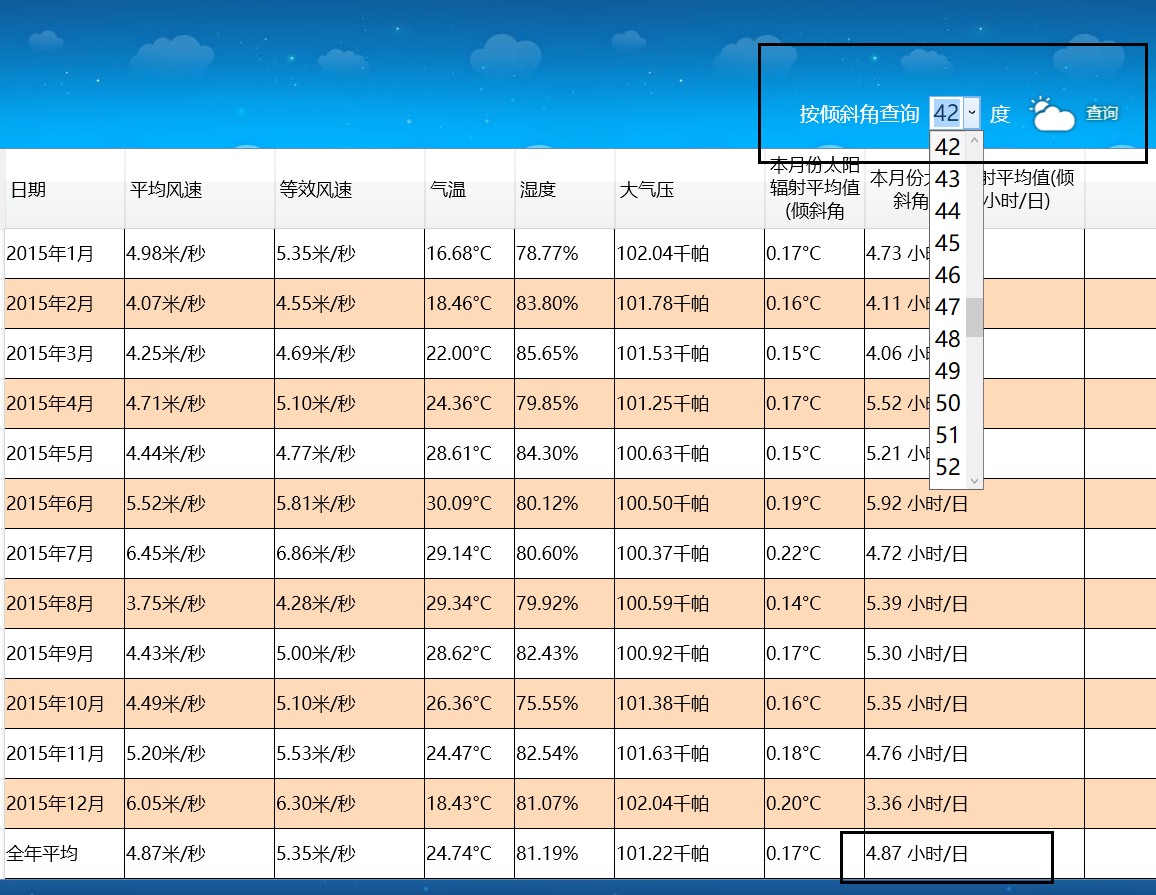 按倾斜角查询 42 度 查询
42
43
44
45
46
47
48
49
50
51
52
日期 平均风速 等效风速 气温 湿度 大气压
本月份太阳
辐射平均值
(倾斜角
本月份
射平均值(倾
斜角
小时/日)
2015年1月 4.98米/秒 5.35米/秒 16.68°C 78.77% 102.04千帕 0.17°C 4.73 小
2015年2月 4.07米/秒 4.55米/秒 18.46°C 83.80% 101.78千帕 0.16°C 4.11 小
2015年3月 4.25米/秒 4.69米/秒 22.00°C 85.65% 101.53千帕 0.15°C 4.06 小
2015年4月 4.71米/秒 5.10米/秒 24.36°C 79.85% 101.25千帕 0.17°C 5.52 小
2015年5月 4.44米/秒 4.77米/秒 28.61°C 84.30% 100.63千帕 0.15°C 5.21 小
2015年6月 5.52米/秒 5.81米/秒 30.09°C 80.12% 100.50千帕 0.19°C 5.92 小时/日
2015年7月 6.45米/秒 6.86米/秒 29.14°C 80.60% 100.37千帕 0.22°C 4.72 小时/日
2015年8月 3.75米/秒 4.28米/秒 29.34°C 79.92% 100.59千帕 0.14°C 5.39 小时/日
2015年9月 4.43米/秒 5.00米/秒 28.62°C 82.43% 100.92千帕 0.17°C 5.30 小时/日
2015年10月 4.49米/秒 5.10米/秒 26.36°C 75.55% 101.38千帕 0.16°C 5.35 小时/日
2015年11月 5.20米/秒 5.53米/秒 24.47°C 82.54% 101.63千帕 0.18°C 4.76 小时/日
2015年12月 6.05米/秒 6.30米/秒 18.43°C 81.07% 102.04千帕 0.20°C 3.36 小时/日
全年平均 4.87米/秒 5.35米/秒 24.74°C 81.19% 101.22千帕 0.17°C 4.87 小时/日